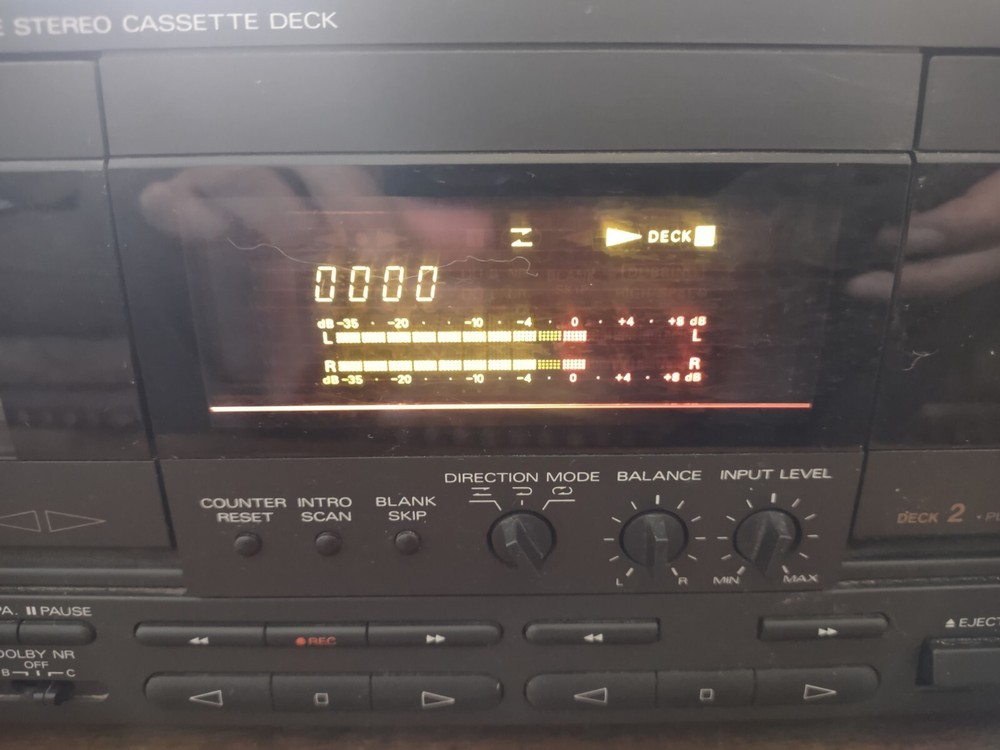 E STEREO CASSETTE DECK
DECK
0000
dB -35 · -20 · -10 · -4 · 0 · +4 · +8 dB
L L
R R
dB -35 · -20 · -10 · -4 · 0 · +4 · +8 dB
DIRECTION MODE BALANCE INPUT LEVEL
COUNTER RESET
INTRO SCAN
BLANK SKIP
L R MIN MAX
DECK 2
PAUSE
REC
EJECT
DOLBY NR
OFF
B C